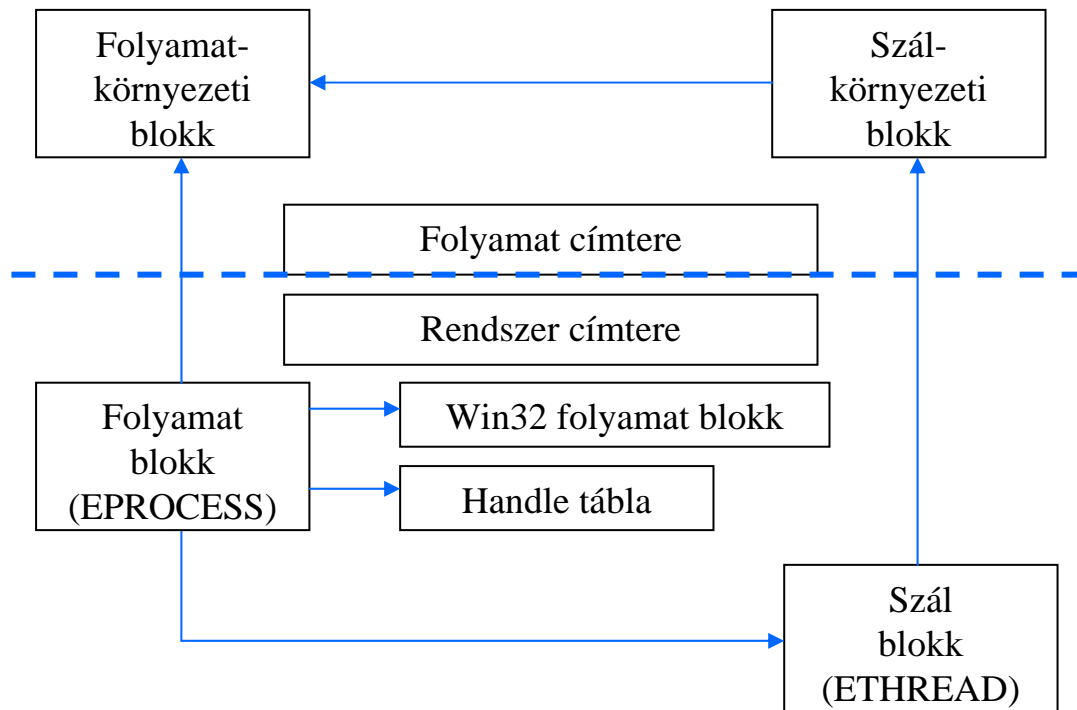 Folyamat-
környezeti
blokk
Szál-
környezeti
blokk
Folyamat címtere
Rendszer címtere
Folyamat
blokk
(EPROCESS)
Win32 folyamat blokk
Handle tábla
Szál
blokk
(ETHREAD)